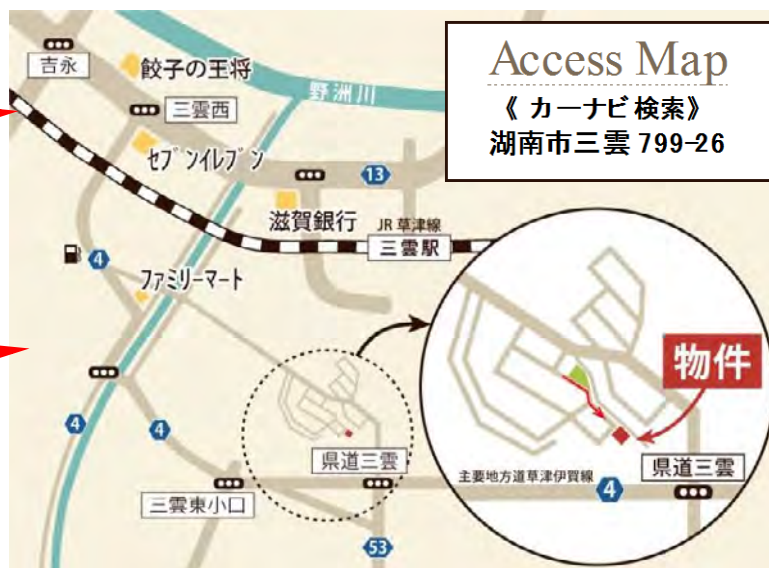 Access Map
《 カーナビ検索》
湖南市三雲 799-26
吉永
餃子の王将
野洲川
三雲西
セブンイレブン
13
滋賀銀行
JR 草津線
三雲駅
4
ファミリーマート
4
4
県道三雲
三雲東小口
53
物件
県道三雲
主要地方道草津伊賀線
4